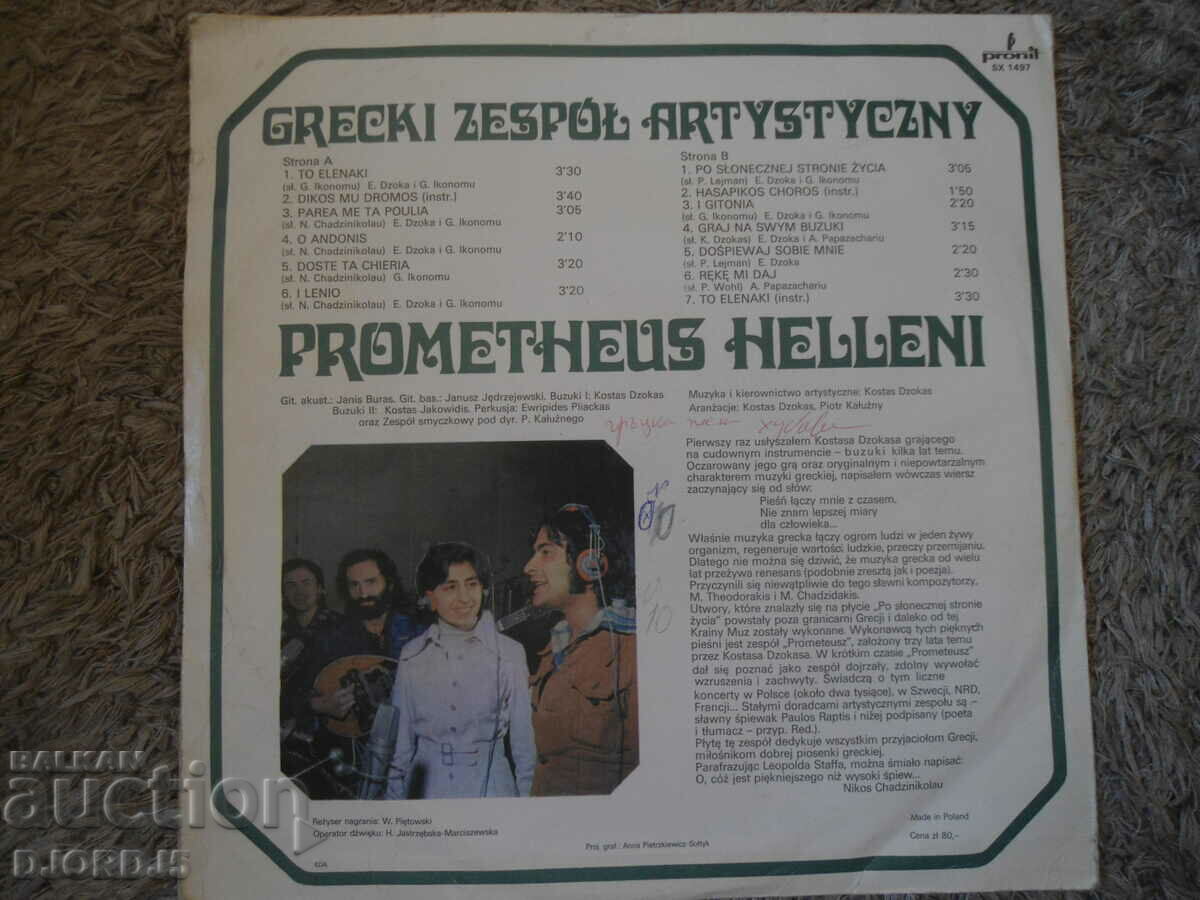 pronit
SX 1497
GRECKI ZESPÓŁ ARTYSTYCZNY
Strona A
1. TO ELENAKI 3'30
(sł. G. Ikonomu) E. Dzoka i G. Ikonomu
2. DIKOS MU DROMOS (instr.) 3'40
3. PAREA ME TA POULIA 3'05
(sł. N. Chadzinikolau) E. Dzoka i G. Ikonomu
4. O ANDONIS 2'10
(sł. N. Chadzinikolau) E. Dzoka i G. Ikonomu
5. DOSTE TA CHIERIA 3'20
(sł. N. Chadzinikolau) G. Ikonomu
6. I LENIO 3'20
(sł. N. Chadzinikolau) E. Dzoka i G. Ikonomu
Strona B
1. PO SŁONECZNEJ STRONIE ŻYCIA 3'05
(sł. P. Lejman) E. Dzoka i G. Ikonomu
2. HASAPIKOS CHOROS (instr.) 1'50
3. I GITONIA 2'20
(sł. G. Ikonomu) E. Dzoka i G. Ikonomu
4. GRAJ NA SWYM BUZUKI 3'15
(sł. K. Dzokas) E. Dzoka i A. Papazachariu
5. DOŚPIEWAJ SOBIE MNIE 2'20
(sł. P. Lejman) E. Dzoka
6. RĘKĘ MI DAJ 2'30
(sł. P. Wohl) A. Papazachariu
7. TO ELENAKI (instr.) 3'30
PROMETHEUS HELLENI
Git. akust.: Janis Buras. Git. bas.: Janusz Jędrzejewski. Buzuki I: Kostas Dzokas
Buzuki II: Kostas Jakowidis. Perkusja: Ewripides Pliackas
oraz Zespół smyczkowy pod dyr. P. Kałużnego
Muzyka i kierownictwo artystyczne: Kostas Dzokas
Aranżacje: Kostas Dzokas, Piotr Kałużny
гръцка
Pierwszy raz usłyszałem Kostasa Dzokasa grającego
na cudownym instrumencie – buzuki kilka lat temu.
Oczarowany jego grą oraz oryginalnym i niepowtarzalnym
charakterem muzyki greckiej, napisałem wówczas wiersz
zaczynający się od słów:
Pieśń łączy mnie z czasem.
Nie znam lepszej miary
dla człowieka...
Właśnie muzyka grecka łączy ogrom ludzi w jeden żywy
organizm, regeneruje wartości ludzkie, przeczy przemijaniu.
Dlatego nie można się dziwić, że muzyka grecka od wielu
lat przeżywa renesans (podobnie zresztą jak i poezja).
Przyczynili się niewątpliwie do tego sławni kompozytorzy,
M. Theodorakis i M. Chadzidakis.
Utwory, które znalazły się na płycie „Po słonecznej stronie
życia” powstały poza granicami Grecji i daleko od tej
Krainy Muz zostały wykonane. Wykonawcą tych pięknych
pieśni jest zespół „Prometeusz”, założony trzy lata temu
przez Kostasa Dzokasa. W krótkim czasie „Prometeusz”
dał się poznać jako zespół dojrzały, zdolny wywołać
wzruszenia i zachwyty. Świadczą o tym liczne
koncerty w Polsce (około dwa tysiące), w Szwecji, NRD,
Francji... Stałymi doradcami artystycznymi zespołu są –
sławny śpiewak Paulos Raptis i niżej podpisany (poeta
i tłumacz – przyp. Red.).
Płytę tę zespół dedykuje wszystkim przyjaciołom Grecji,
miłośnikom dobrej piosenki greckiej.
Parafrazując Leopolda Staffa, można śmiało napisać:
O, cóż jest piękniejszego niż wysoki śpiew...
Nikos Chadzinikolau
10
Reżyser nagrania: W. Piętowski
Operator dźwięku: H. Jastrzębska-Marciszewska
Proj. graf.: Anna Pietrzkiewicz Sołtyk
Made in Poland
Cena zł 80,–
KDA
BALKAN
auction
D.JORD.15